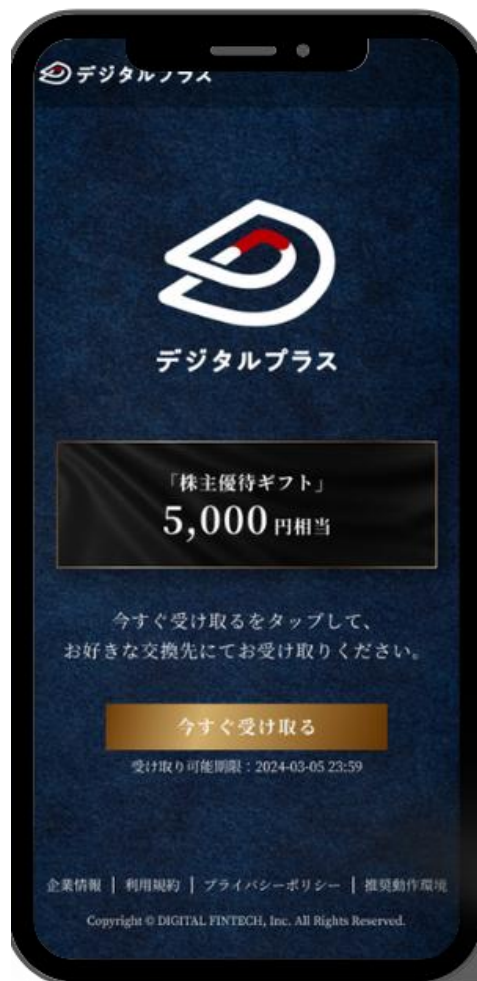 デジタルプラス
デジタルプラス
「株主優待ギフト」
5,000 円相当
今すぐ受け取るをタップして、
お好きな交換先にてお受け取りください。
今すぐ受け取る
受け取り可能期限:2024-03-05 23:59
企業情報 | 利用規約 | プライバシーポリシー | 推奨動作環境
Copyright © DIGITAL FINTECH, Inc. All Rights Reserved.